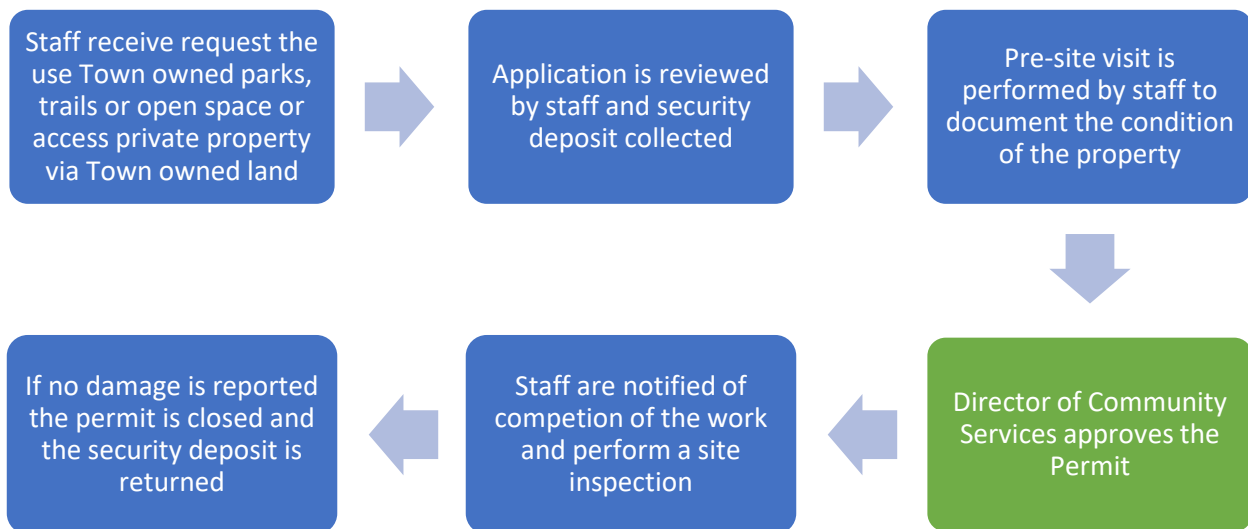 Staff receive request the
use Town owned parks,
trails or open space or
access private property
via Town owned land
Application is reviewed
by staff and security
deposit collected
Pre-site visit is
performed by staff to
document the condition
of the property
Director of Community
Services approves the
Permit
Staff are notified of
competion of the work
and perform a site
inspection
If no damage is reported
the permit is closed and
the security deposit is
returned